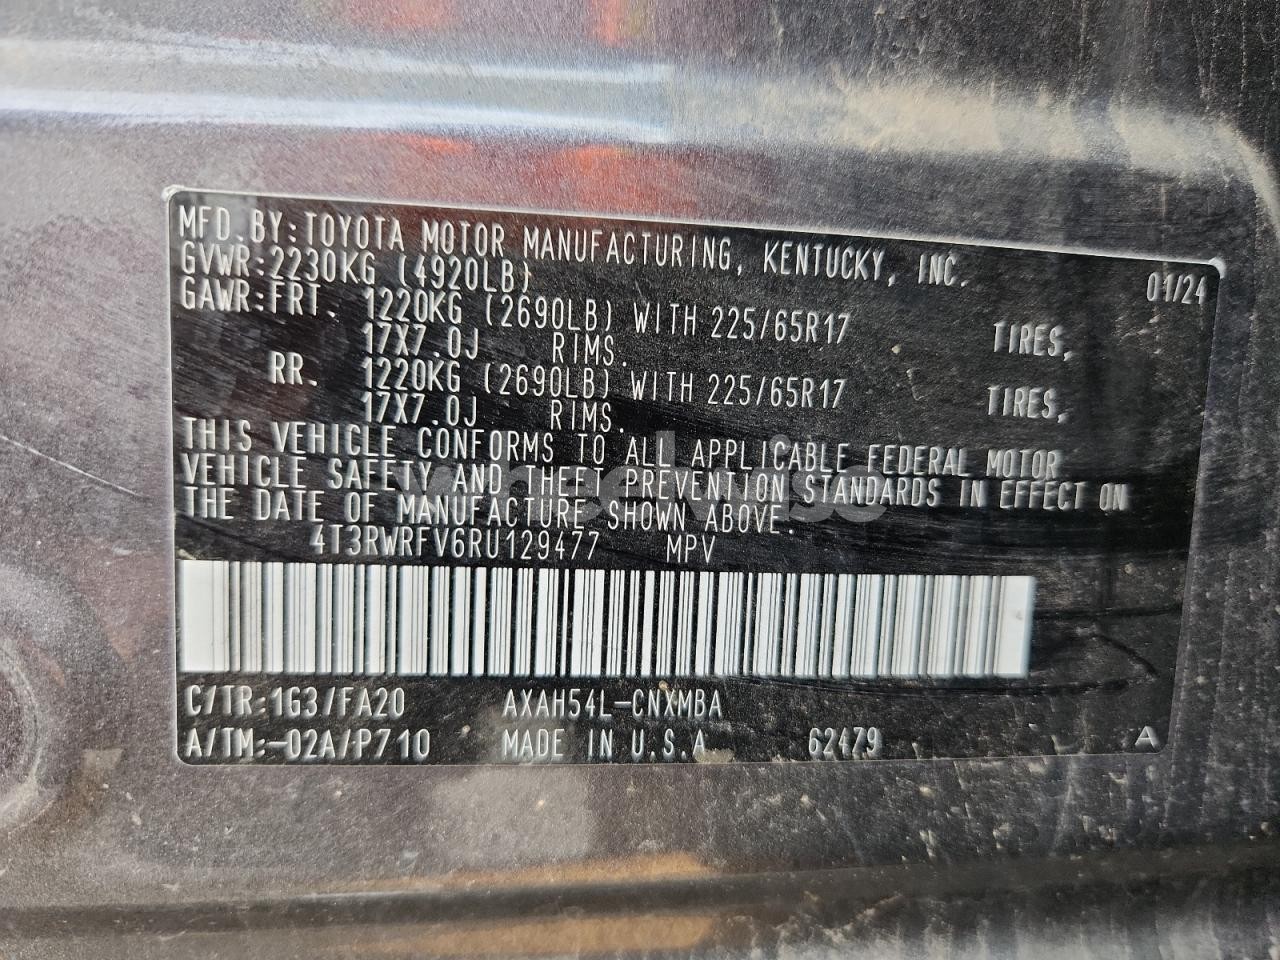 MFD.BY:TOYOTA MOTOR MANUFACTURING, KENTUCKY, INC.
GVWR:2230KG (4920LB) 01/24
GAWR:FRT. 1220KG (2690LB) WITH 225/65R17 TIRES,
17X7.0J RIMS.
RR. 1220KG (2690LB) WITH 225/65R17 TIRES,
17X7.0J RIMS.
THIS VEHICLE CONFORMS TO ALL APPLICABLE FEDERAL MOTOR
VEHICLE SAFETY AND THEFT PREVENTION STANDARDS IN EFFECT ON
THE DATE OF MANUFACTURE SHOWN ABOVE.
4T3RWRFV6RU129477 MPV
C/TR:1G3/FA20 AXAH54L-CNXMBA
A/TM:-02A/P710 MADE IN U.S.A 62479 A